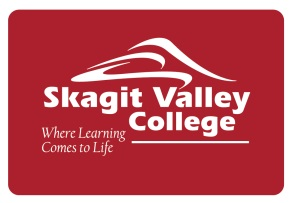 Skagit Valley
College
Where Learning
Comes to Life